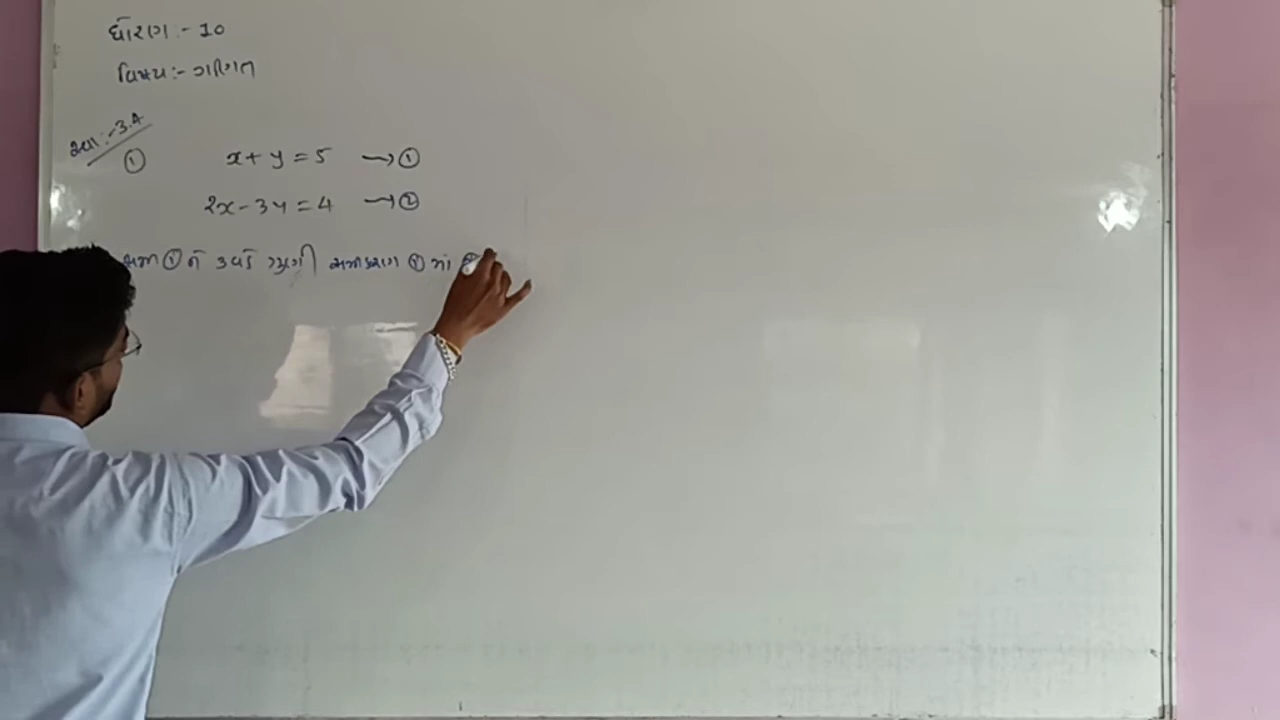 ધોરણ :- 10
વિષય :- ગણિત
સ્વા :- 3.4
① x + y = 5 → ①
2x - 3y = 4 → ②
સમી ① ને 3 વડે ગુણી સમીકરણ ① માં